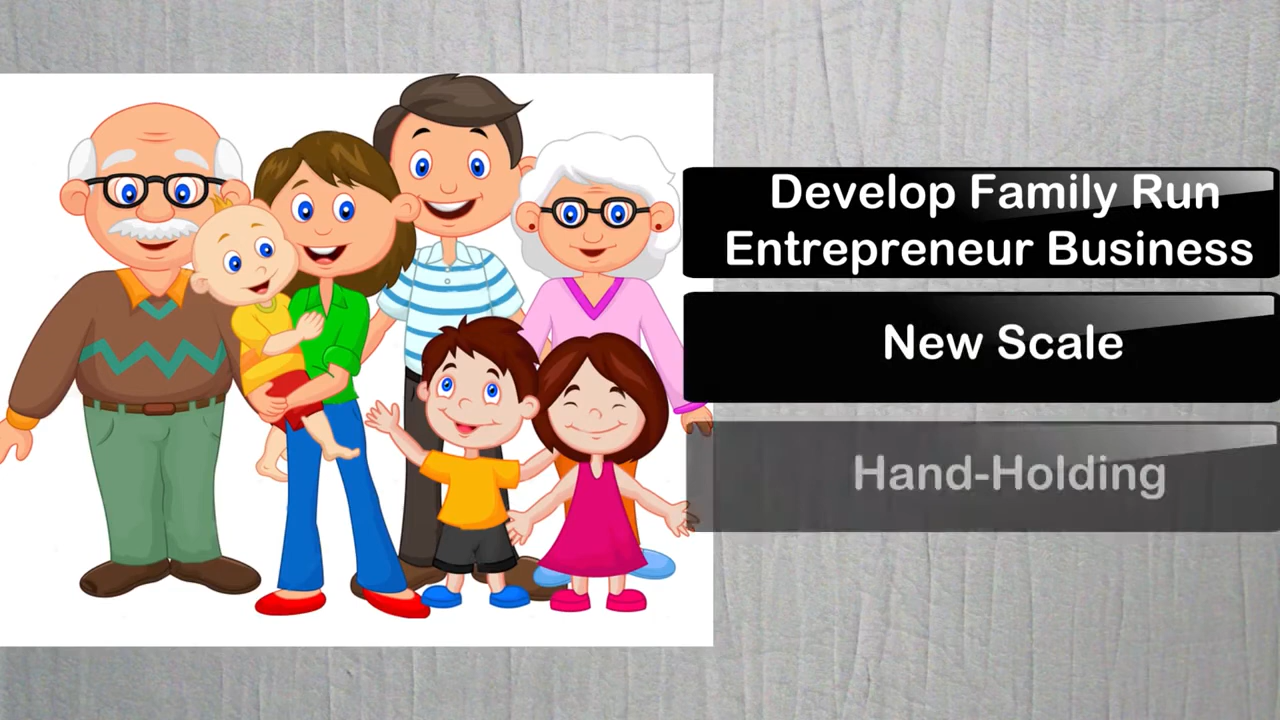 Develop Family Run
Entrepreneur Business
New Scale
Hand-Holding